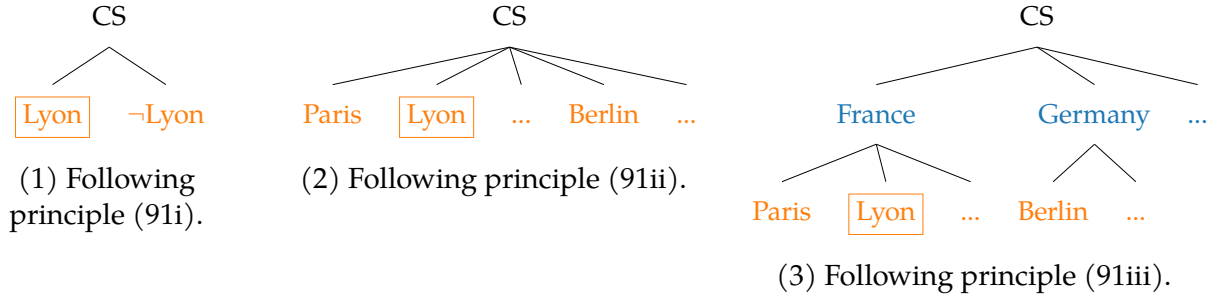 CS
Lyon ¬Lyon
(1) Following
principle (91i).
CS
Paris Lyon ... Berlin ...
(2) Following principle (91ii).
CS
France Germany ...
Paris Lyon ... Berlin ...
(3) Following principle (91iii).